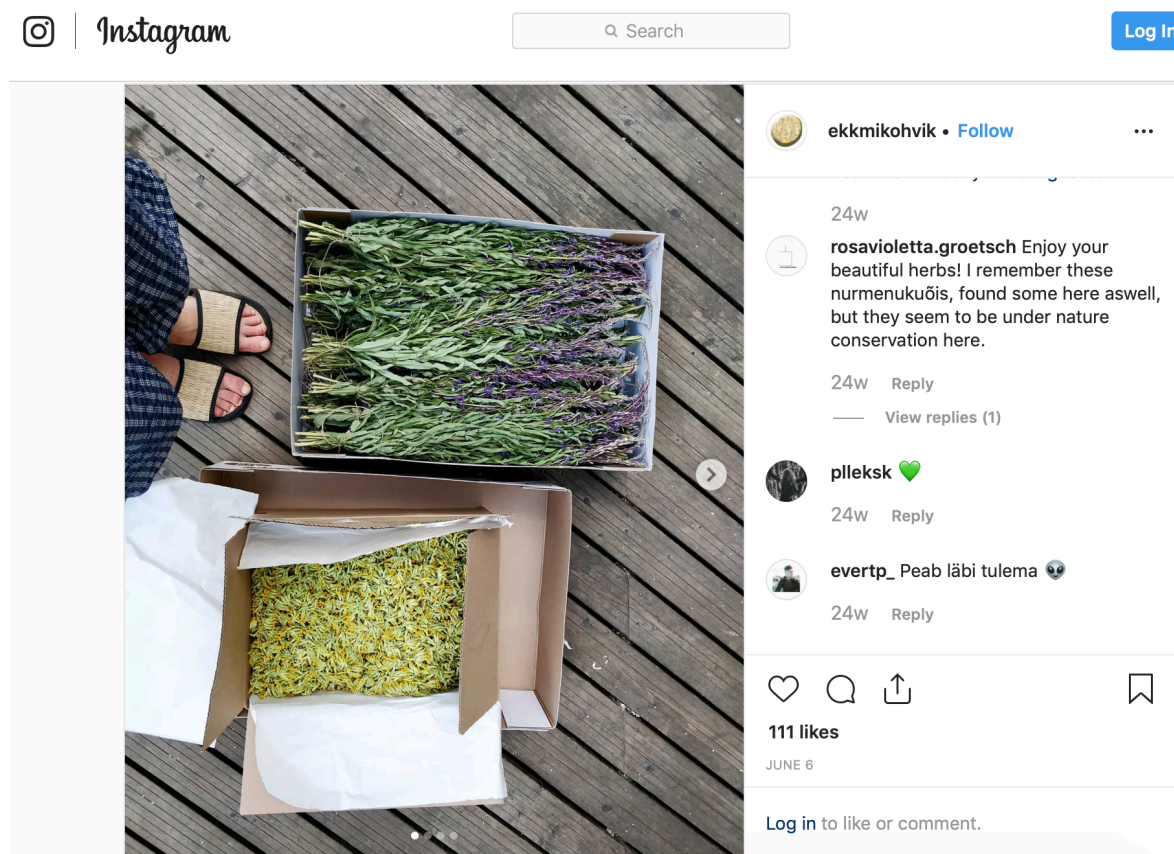 Instagram
Search
Log In
ekkmikohvik • Follow
24w
rosavioletta.groetsch Enjoy your
beautiful herbs! I remember these
nurmenukuõis, found some here aswell,
but they seem to be under nature
conservation here.
24w Reply
View replies (1)
plleksk 💚
24w Reply
evertp_ Peab läbi tulema 👽
24w Reply
111 likes
JUNE 6
Log in to like or comment.